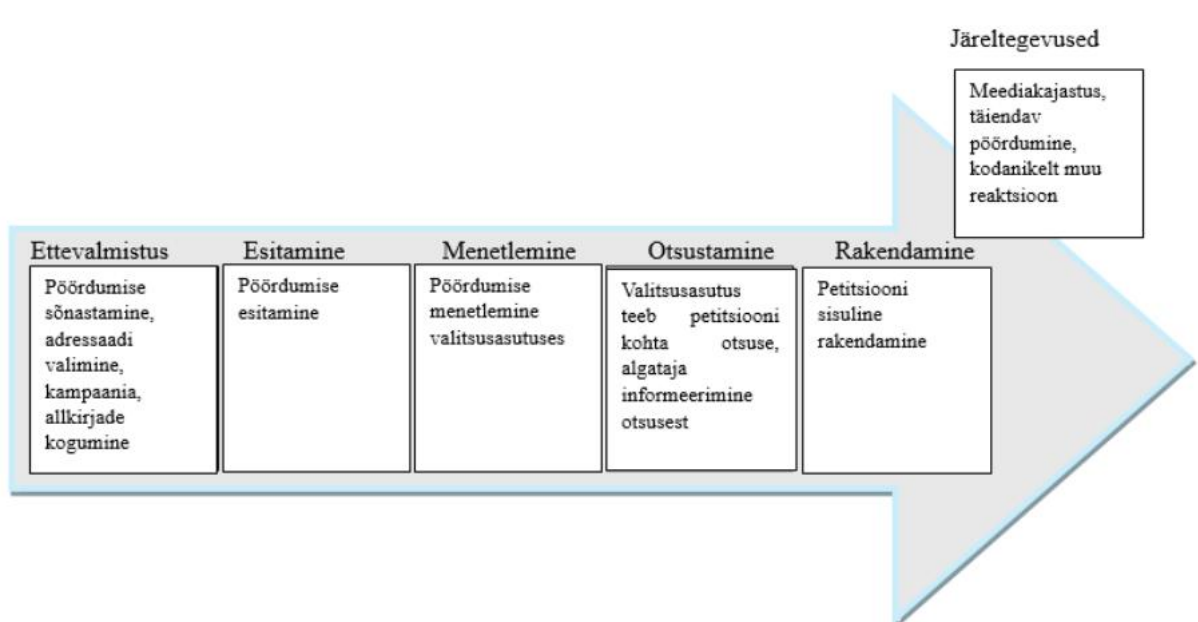 Järeltegevused
Meediakajastus,
täiendav
pöördumine,
kodanikelt muu
reaktsioon
Ettevalmistus
Pöördumise
sõnastamine,
adressaadi
valimine,
kampaania,
allkirjade
kogumine
Esitamine
Pöördumise
esitamine
Menetlemine
Pöördumise
menetlemine
valitsusasutuses
Otsustamine
Valitsusasutus
teeb petitsiooni
kohta otsuse,
algataja
informeerimine
otsusest
Rakendamine
Petitsiooni
sisuline
rakendamine